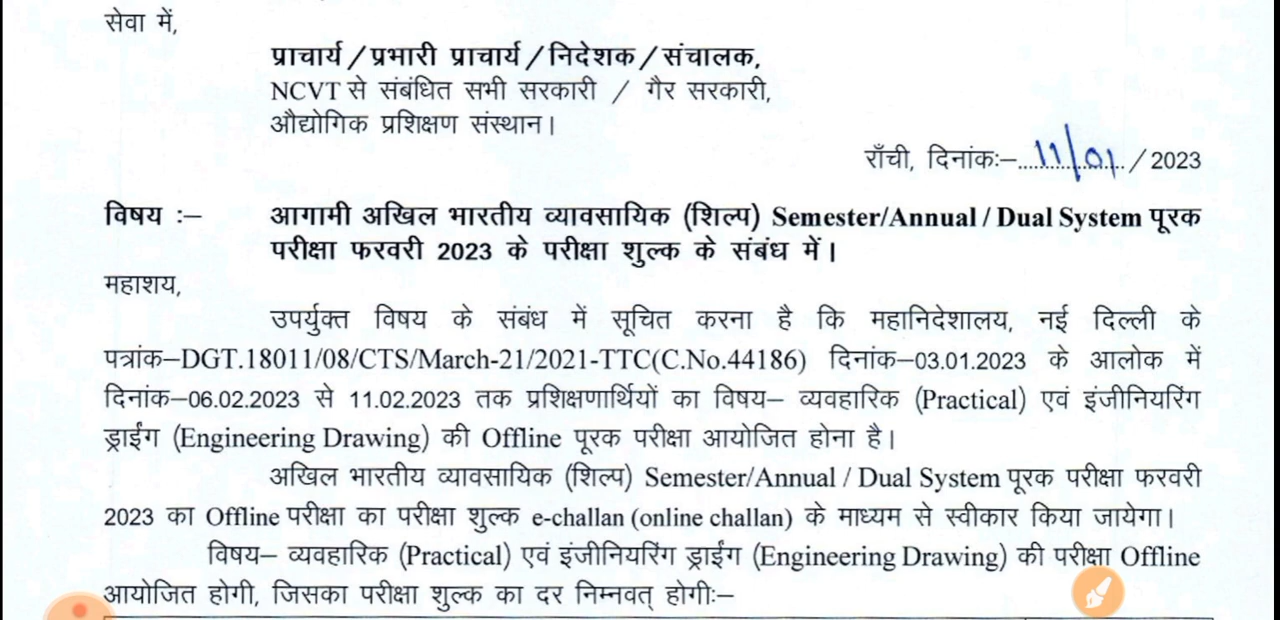 सेवा में,
प्राचार्य / प्रभारी प्राचार्य / निदेशक / संचालक,
NCVT से संबंधित सभी सरकारी / गैर सरकारी,
औद्योगिक प्रशिक्षण संस्थान।
राँची, दिनांकः–....11/01..../ 2023
विषय :– आगामी अखिल भारतीय व्यावसायिक (शिल्प) Semester/Annual / Dual System पूरक
परीक्षा फरवरी 2023 के परीक्षा शुल्क के संबंध में।
महाशय,
उपर्युक्त विषय के संबंध में सूचित करना है कि महानिदेशालय, नई दिल्ली के
पत्रांक–DGT.18011/08/CTS/March-21/2021-TTC(C.No.44186) दिनांक–03.01.2023 के आलोक में
दिनांक–06.02.2023 से 11.02.2023 तक प्रशिक्षणार्थियों का विषय– व्यवहारिक (Practical) एवं इंजीनियरिंग
ड्राईंग (Engineering Drawing) की Offline पूरक परीक्षा आयोजित होना है।
अखिल भारतीय व्यावसायिक (शिल्प) Semester/Annual / Dual System पूरक परीक्षा फरवरी
2023 का Offline परीक्षा का परीक्षा शुल्क e-challan (online challan) के माध्यम से स्वीकार किया जायेगा।
विषय– व्यवहारिक (Practical) एवं इंजीनियरिंग ड्राईंग (Engineering Drawing) की परीक्षा Offline
आयोजित होगी, जिसका परीक्षा शुल्क का दर निम्नवत् होगीः–